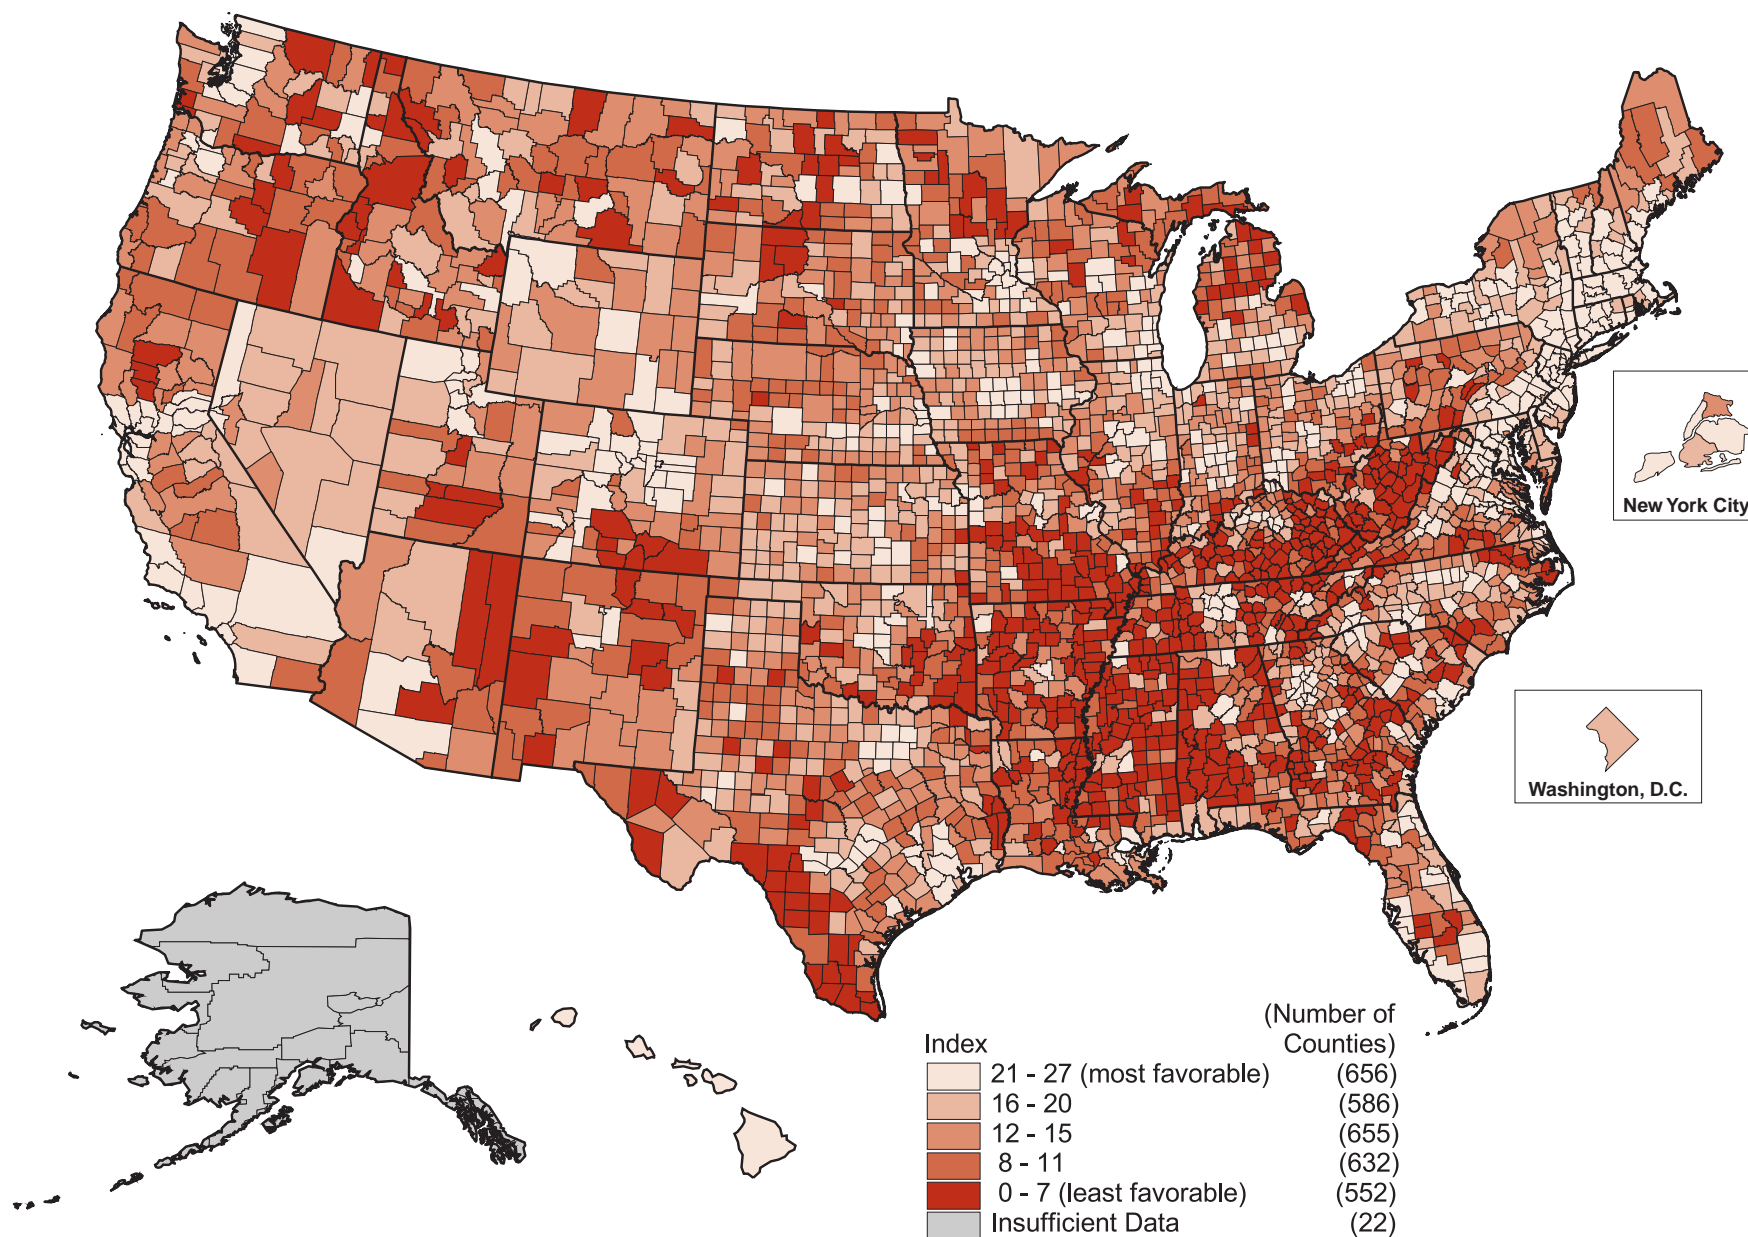 New York City
Washington, D.C.
(Number of
Index Counties)
21 - 27 (most favorable) (656)
16 - 20 (586)
12 - 15 (655)
8 - 11 (632)
0 - 7 (least favorable) (552)
Insufficient Data (22)